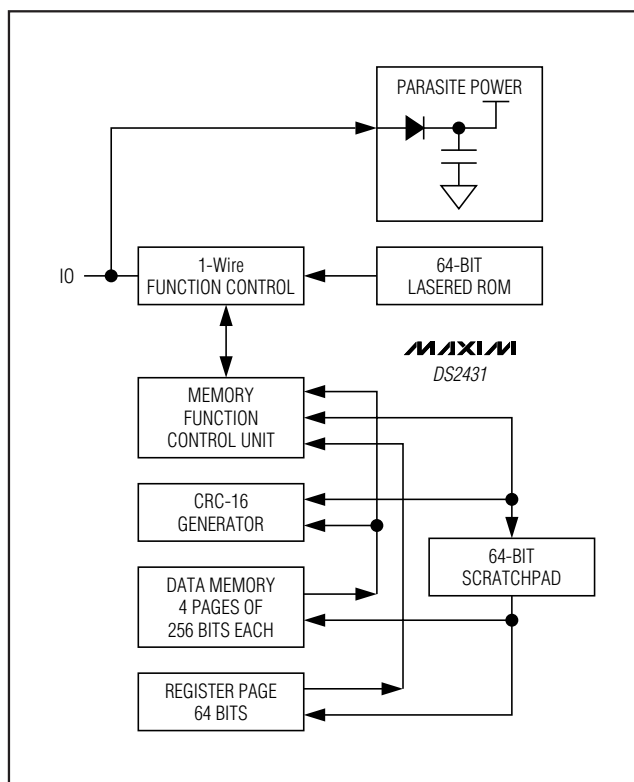 PARASITE POWER
IO
1-Wire
FUNCTION CONTROL
64-BIT
LASERED ROM
MAXIM
DS2431
MEMORY
FUNCTION
CONTROL UNIT
CRC-16
GENERATOR
64-BIT
SCRATCHPAD
DATA MEMORY
4 PAGES OF
256 BITS EACH
REGISTER PAGE
64 BITS